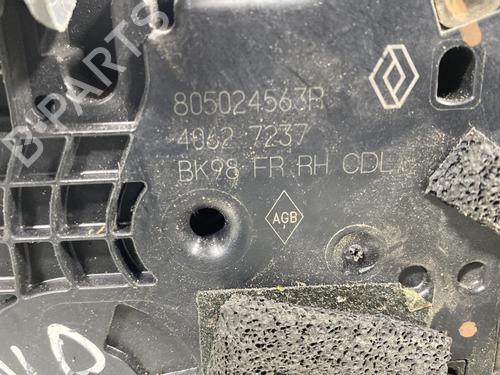 B-PARTS
805024563R
4062 7237
BK98 FR RH CDL
AGB